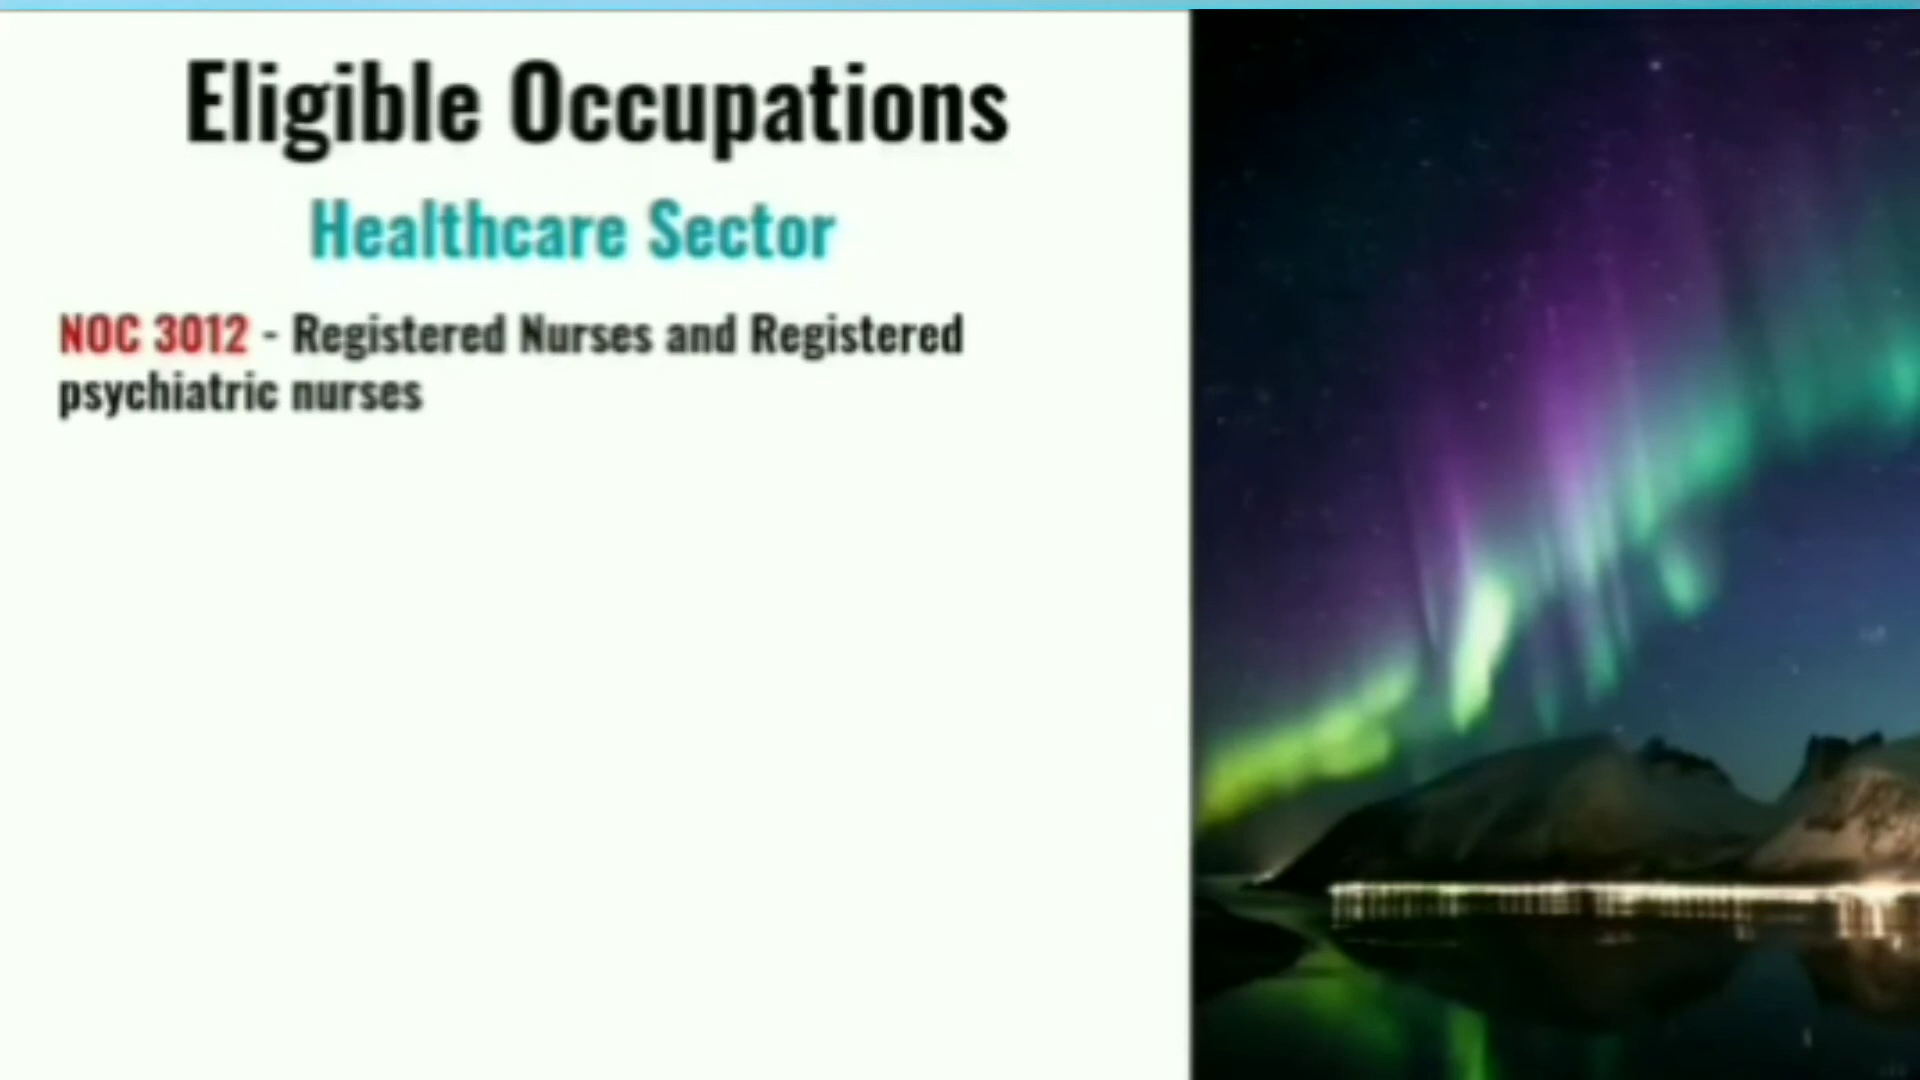 Eligible Occupations
Healthcare Sector
NOC 3012 - Registered Nurses and Registered
psychiatric nurses